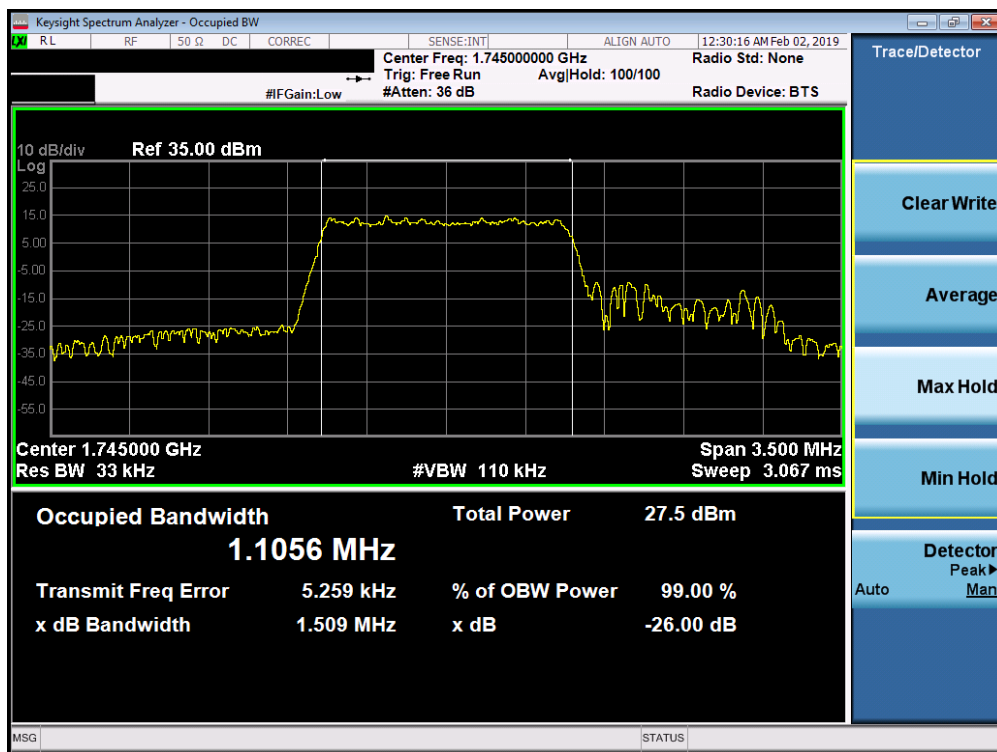 Keysight Spectrum Analyzer - Occupied BW
LXI RL RF 50 Ω DC CORREC SENSE:INT ALIGN AUTO 12:30:16 AM Feb 02, 2019
Center Freq: 1.745000000 GHz Radio Std: None
Trig: Free Run Avg|Hold: 100/100
#IFGain:Low #Atten: 36 dB Radio Device: BTS
Trace/Detector
10 dB/div Ref 35.00 dBm
Log
25.0
15.0
5.00
-5.00
-15.0
-25.0
-35.0
-45.0
-55.0
Center 1.745000 GHz Span 3.500 MHz
Res BW 33 kHz #VBW 110 kHz Sweep 3.067 ms
Occupied Bandwidth Total Power 27.5 dBm
1.1056 MHz
Transmit Freq Error 5.259 kHz % of OBW Power 99.00 %
x dB Bandwidth 1.509 MHz x dB -26.00 dB
Clear Write
Average
Max Hold
Min Hold
Detector
Peak▶
Auto Man
MSG STATUS